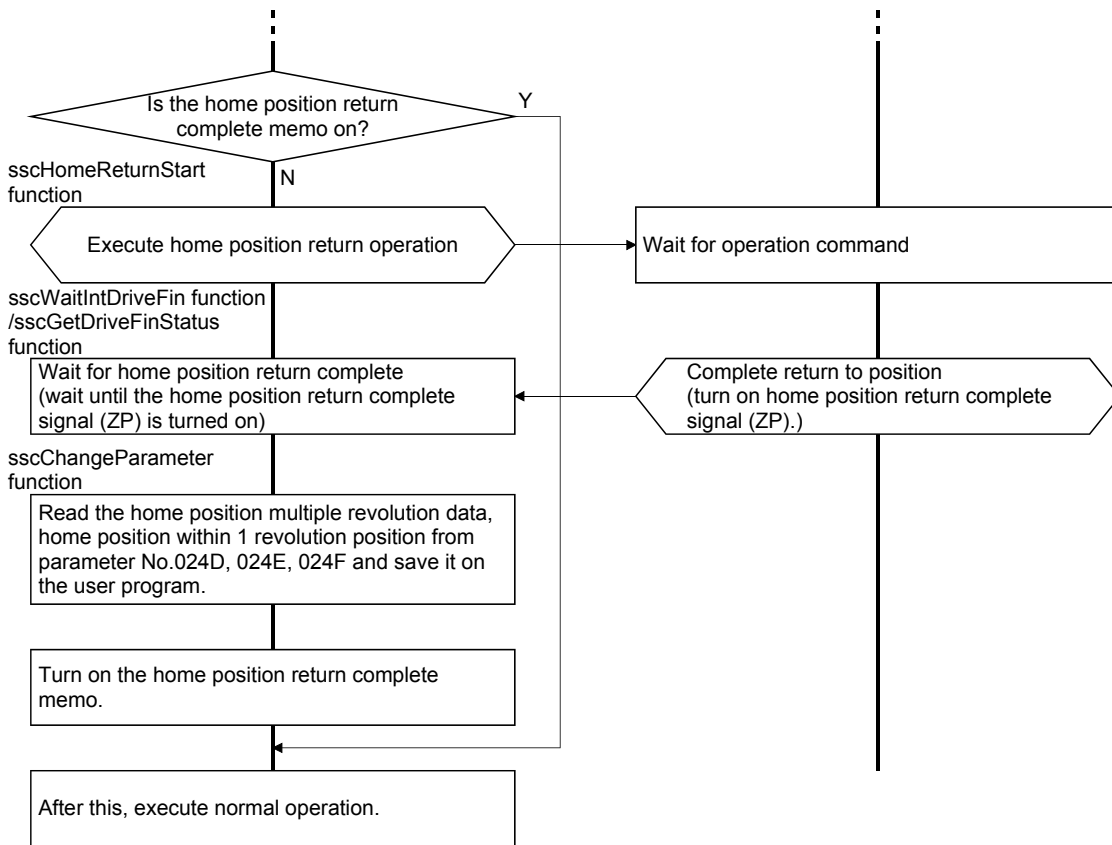 Is the home position return
complete memo on?
Y
N
sscHomeReturnStart
function
Execute home position return operation
Wait for operation command
sscWaitIntDriveFin function
/sscGetDriveFinStatus
function
Wait for home position return complete
(wait until the home position return complete
signal (ZP) is turned on)
Complete return to position
(turn on home position return complete
signal (ZP).)
sscChangeParameter
function
Read the home position multiple revolution data,
home position within 1 revolution position from
parameter No.024D, 024E, 024F and save it on
the user program.
Turn on the home position return complete
memo.
After this, execute normal operation.